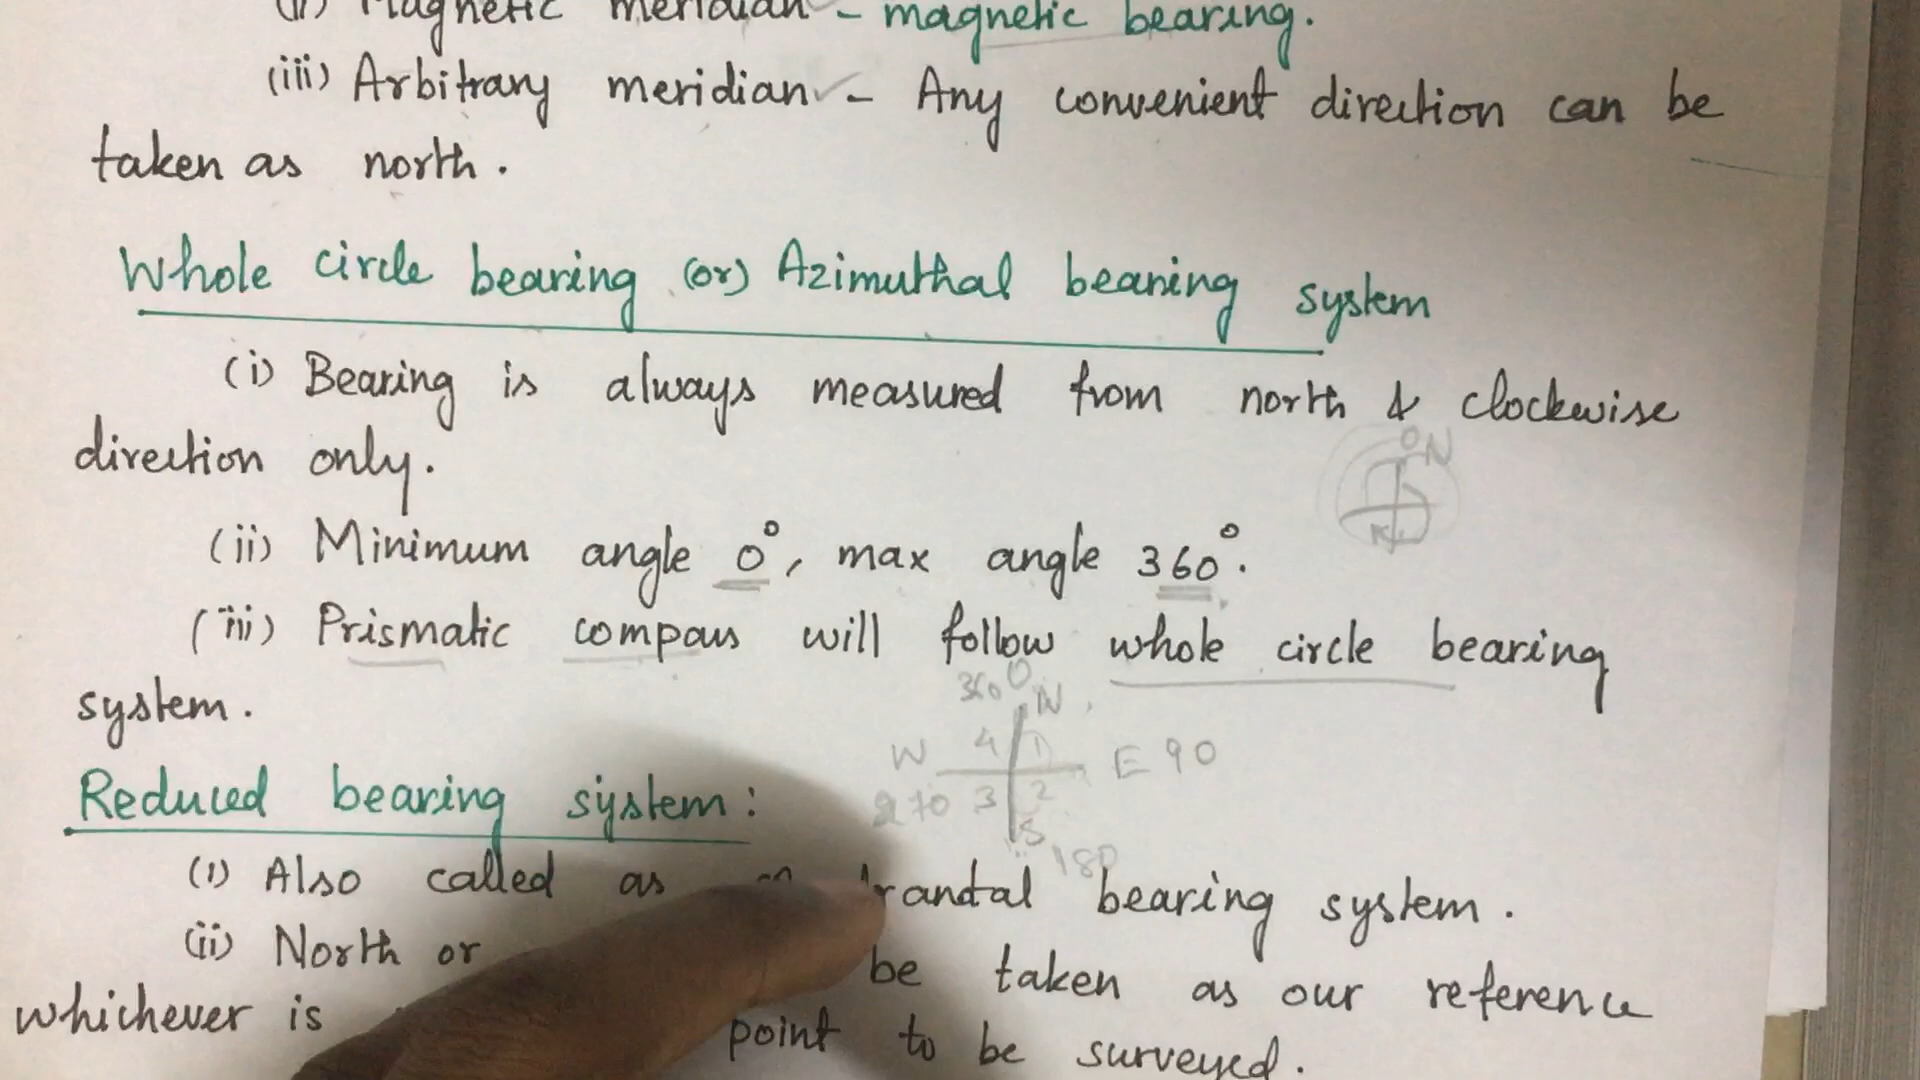 (ii) Magnetic meridian - magnetic bearing.
(iii) Arbitrary meridian - Any convenient direction can be
taken as north.
Whole circle bearing (or) Azimuthal bearing system
(i) Bearing is always measured from north & clockwise
direction only.
0 N
(ii) Minimum angle 0°, max angle 360°.
(iii) Prismatic compass will follow whole circle bearing
system.
360 0 N
W 4 1 E 90
270 3 2
S
180
Reduced bearing system:
(i) Also called as bearing system.
(ii) North or be taken as our reference
whichever is point to be surveyed.